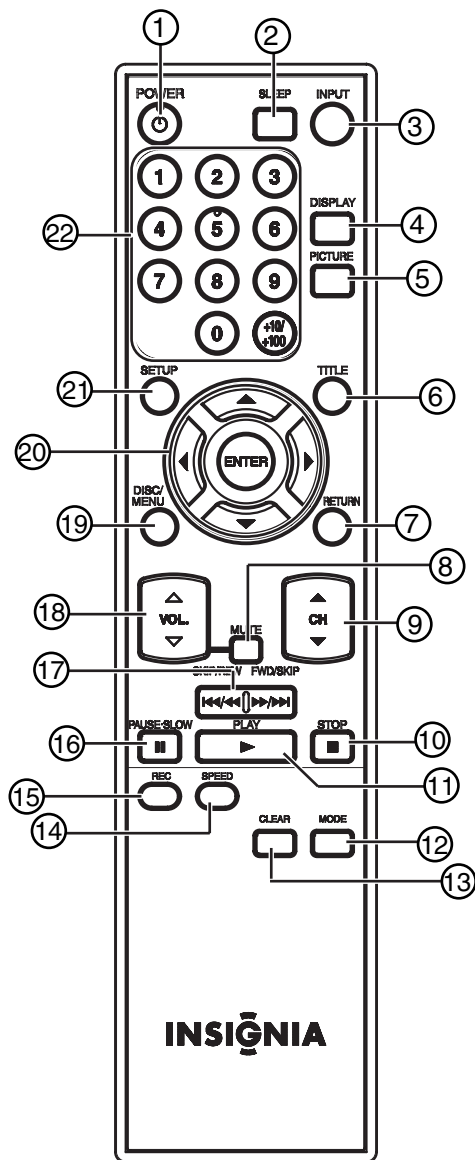 1
2
POWER
SLEEP
INPUT
3
1 2 3
DISPLAY
22
4 5 6
4
PICTURE
7 8 9
5
0 +10/
+100
SETUP
TITLE
21
6
20
ENTER
DISC/
MENU
RETURN
19
7
8
18
VOL.
CH
9
MUTE
17
FWD/SKIP
PAUSE·SLOW
PLAY
STOP
16
10
11
REC
SPEED
15
14
CLEAR
MODE
12
13
INSIGNIA